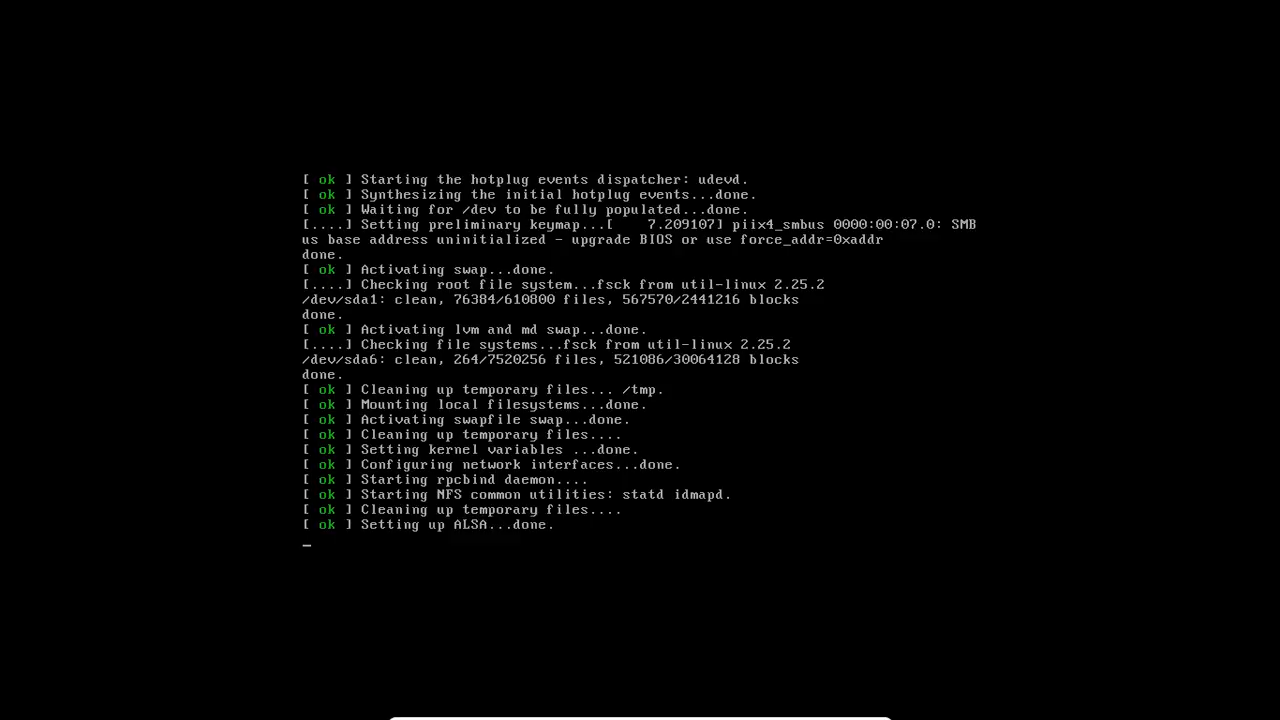 [ ok ] Starting the hotplug events dispatcher: udevd.
[ ok ] Synthesizing the initial hotplug events...done.
[ ok ] Waiting for /dev to be fully populated...done.
[....] Setting preliminary keymap...[    7.209107] piix4_smbus 0000:00:07.0: SMB
us base address uninitialized - upgrade BIOS or use force_addr=0xaddr
done.
[ ok ] Activating swap...done.
[....] Checking root file system...fsck from util-linux 2.25.2
/dev/sda1: clean, 76384/610800 files, 567570/2441216 blocks
done.
[ ok ] Activating lvm and md swap...done.
[....] Checking file systems...fsck from util-linux 2.25.2
/dev/sda6: clean, 264/7520256 files, 521086/30064128 blocks
done.
[ ok ] Cleaning up temporary files... /tmp.
[ ok ] Mounting local filesystems...done.
[ ok ] Activating swapfile swap...done.
[ ok ] Cleaning up temporary files....
[ ok ] Setting kernel variables ...done.
[ ok ] Configuring network interfaces...done.
[ ok ] Starting rpcbind daemon....
[ ok ] Starting NFS common utilities: statd idmapd.
[ ok ] Cleaning up temporary files....
[ ok ] Setting up ALSA...done.